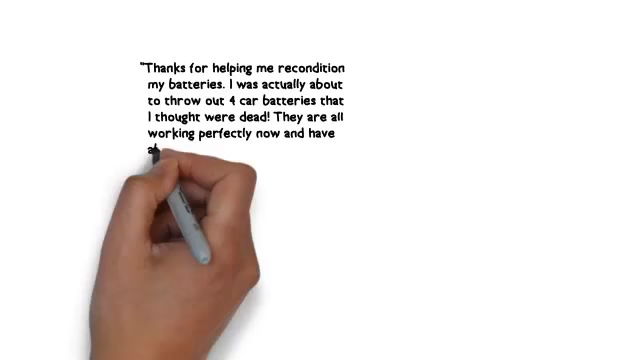 "Thanks for helping me recondition
my batteries. I was actually about
to throw out 4 car batteries that
I thought were dead! They are all
working perfectly now and have